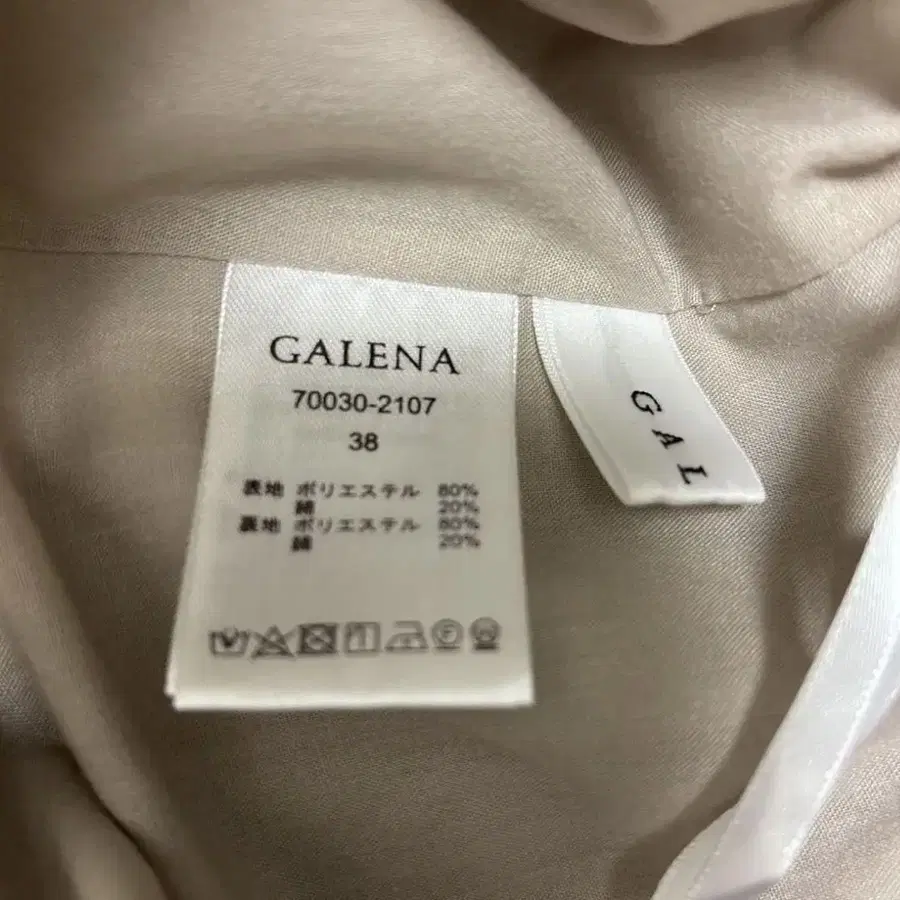 GALENA
70030-2107
38
表地 ポリエステル 80%
綿 20%
裏地 ポリエステル 80%
綿 20%
GAL